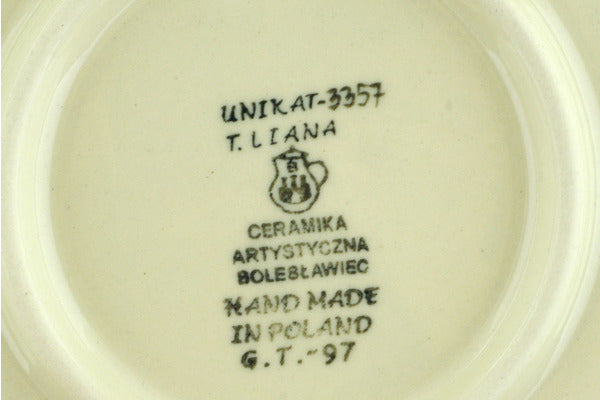 UNIKAT-3357
T. LIANA
CERAMIKA
ARTYSTYCZNA
BOLESŁAWIEC
HAND MADE
IN POLAND
G.T.-97